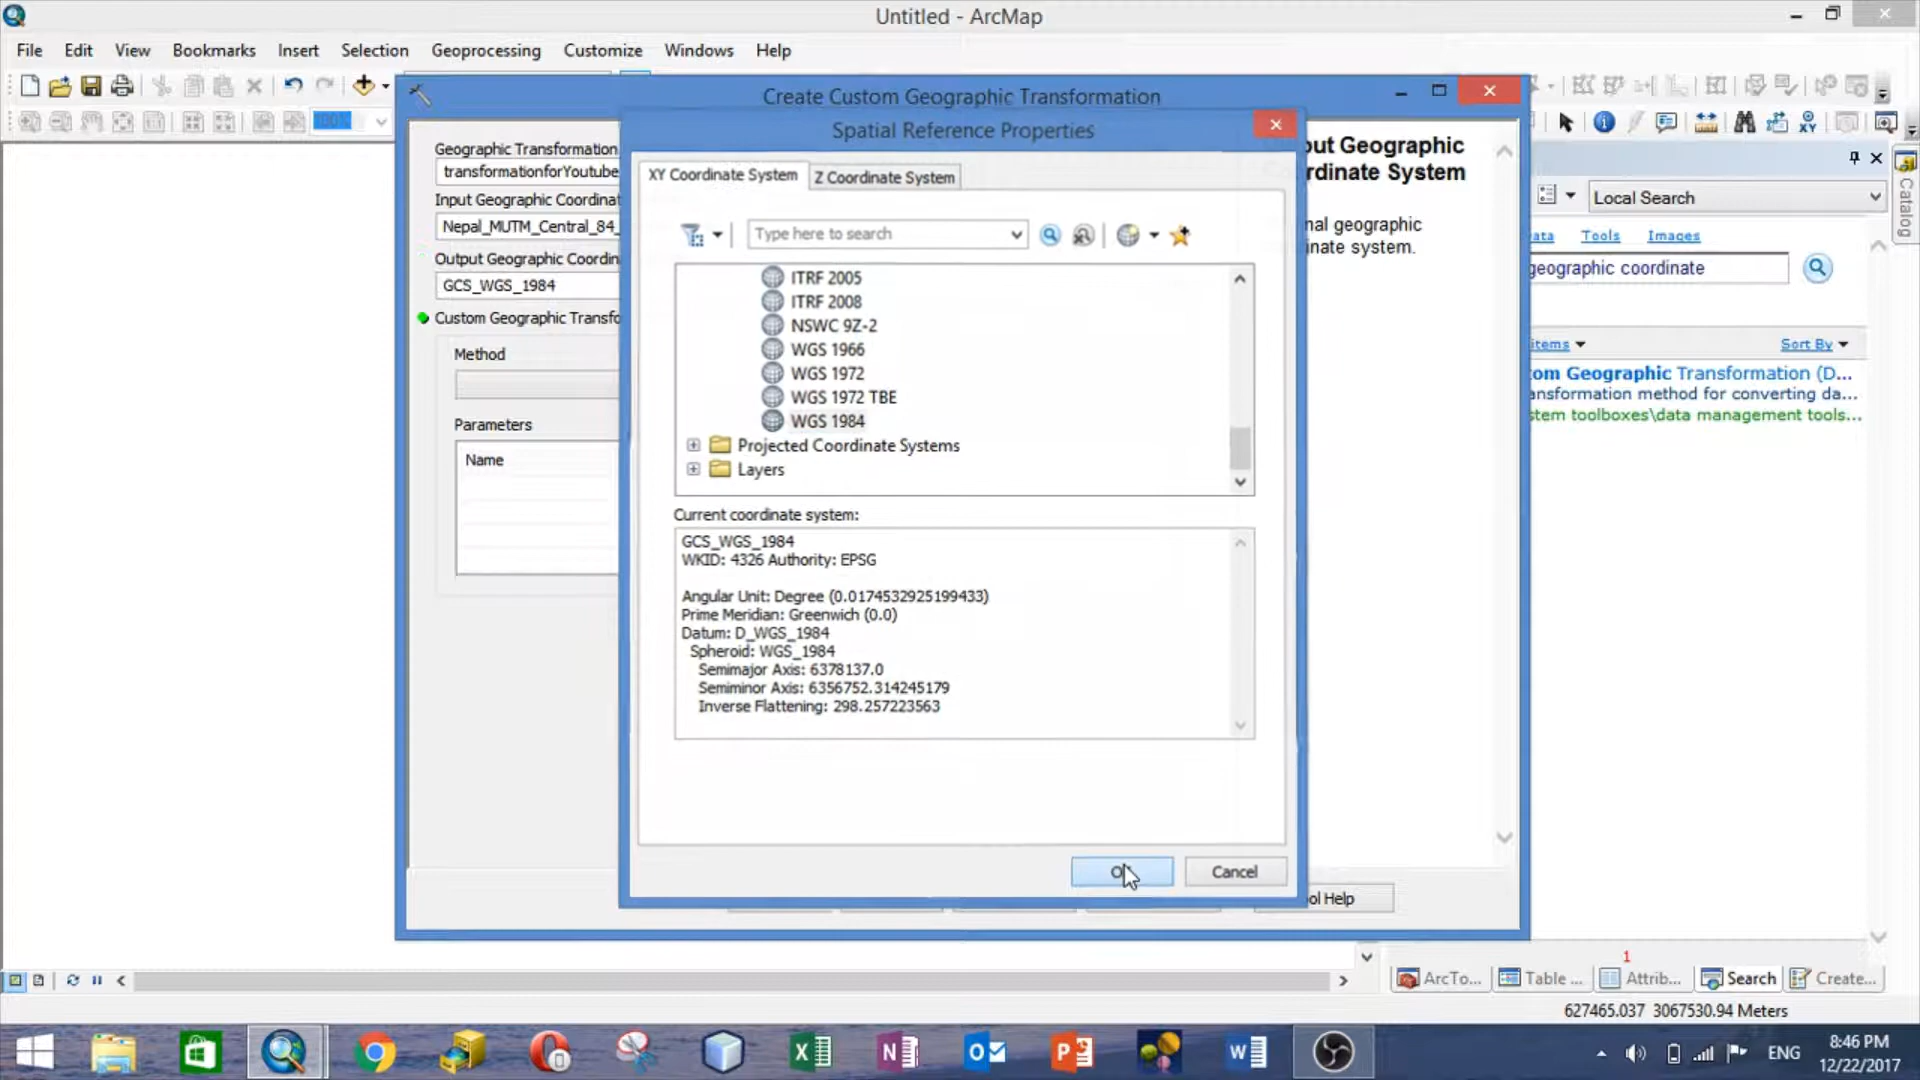 Untitled - ArcMap
File Edit View Bookmarks Insert Selection Geoprocessing Customize Windows Help
100%
Create Custom Geographic Transformation
Spatial Reference Properties
Geographic Transformation
transformationforYoutube
Input Geographic Coordinat
Nepal_MUTM_Central_84_
Output Geographic Coordin
GCS_WGS_1984
Custom Geographic Transfo
Method
Parameters
Name
XY Coordinate System Z Coordinate System
Type here to search
ITRF 2005
ITRF 2008
NSWC 9Z-2
WGS 1966
WGS 1972
WGS 1972 TBE
WGS 1984
Projected Coordinate Systems
Layers
Current coordinate system:
GCS_WGS_1984
WKID: 4326 Authority: EPSG
Angular Unit: Degree (0.0174532925199433)
Prime Meridian: Greenwich (0.0)
Datum: D_WGS_1984
Spheroid: WGS_1984
Semimajor Axis: 6378137.0
Semiminor Axis: 6356752.314245179
Inverse Flattening: 298.257223563
Cancel
ut Geographic
rdinate System
nal geographic
inate system.
ol Help
Local Search
Catalog
ata Tools Images
geographic coordinate
items Sort By
om Geographic Transformation (D...
ansformation method for converting da...
stem toolboxes\data management tools...
1
ArcTo... Table ... Attrib... Search Create...
627465.037 3067530.94 Meters
ENG
8:46 PM
12/22/2017